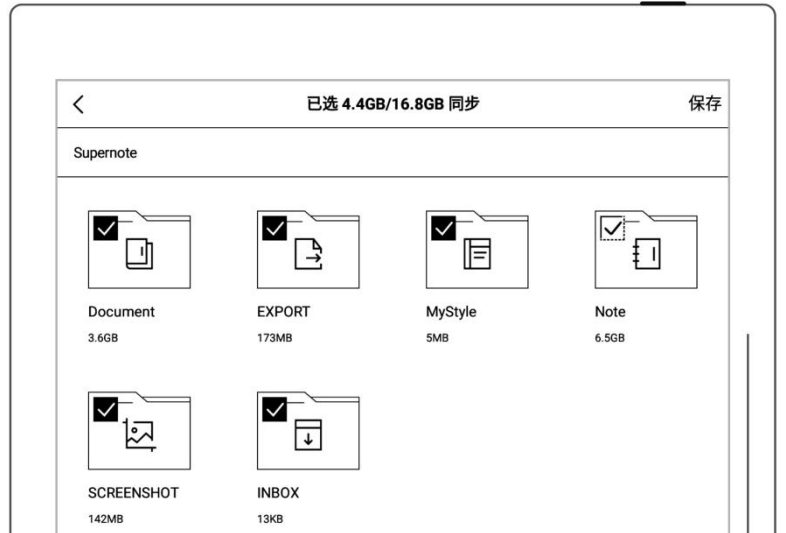 已选 4.4GB/16.8GB 同步
保存
Supernote
Document
EXPORT
MyStyle
Note
3.6GB
173MB
5MB
6.5GB
SCREENSHOT
INBOX
142MB
13KB